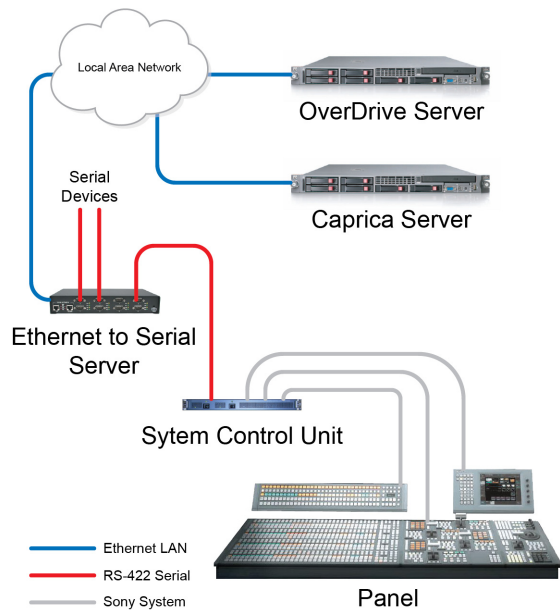 Local Area Network
OverDrive Server
Caprica Server
Serial
Devices
Ethernet to Serial
Server
Sytem Control Unit
Ethernet LAN
RS-422 Serial
Sony System
Panel